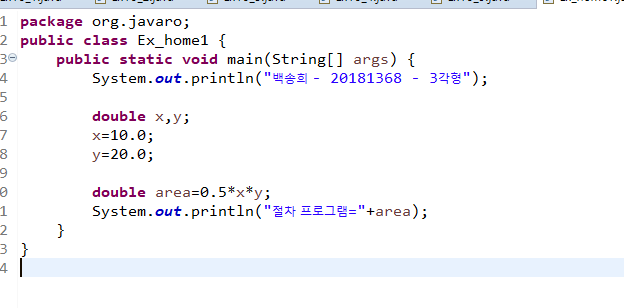 1 package org.javaro;
2 public class Ex_home1 {
3 public static void main(String[] args) {
4 System.out.println("백송희 - 20181368 - 3각형");
5
6 double x,y;
7 x=10.0;
8 y=20.0;
9
0 double area=0.5*x*y;
1 System.out.println("절차 프로그램="+area);
2 }
3 }
4